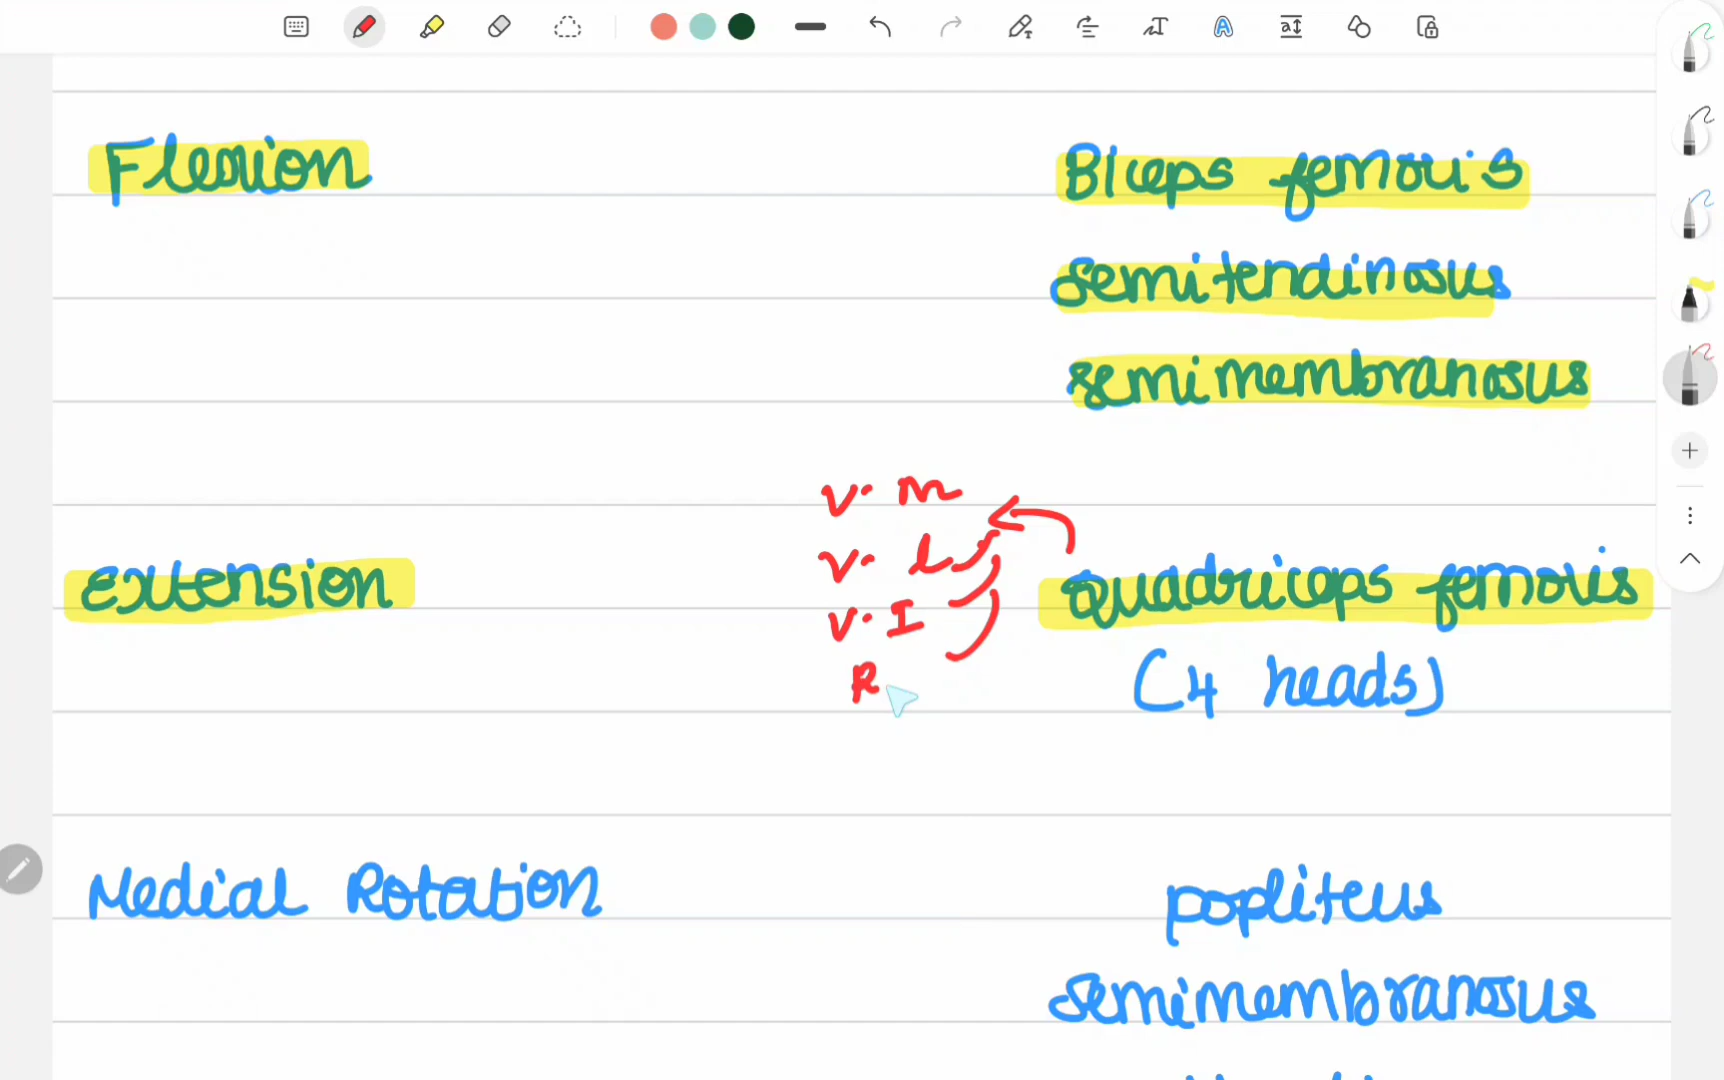 Flexion
Biceps femoris
semitendinosus
semimembranosus
V. m
V. l
V. I
R
Extension
Quadriceps femoris
(4 heads)
Medial Rotation
popliteus
semimembranosus